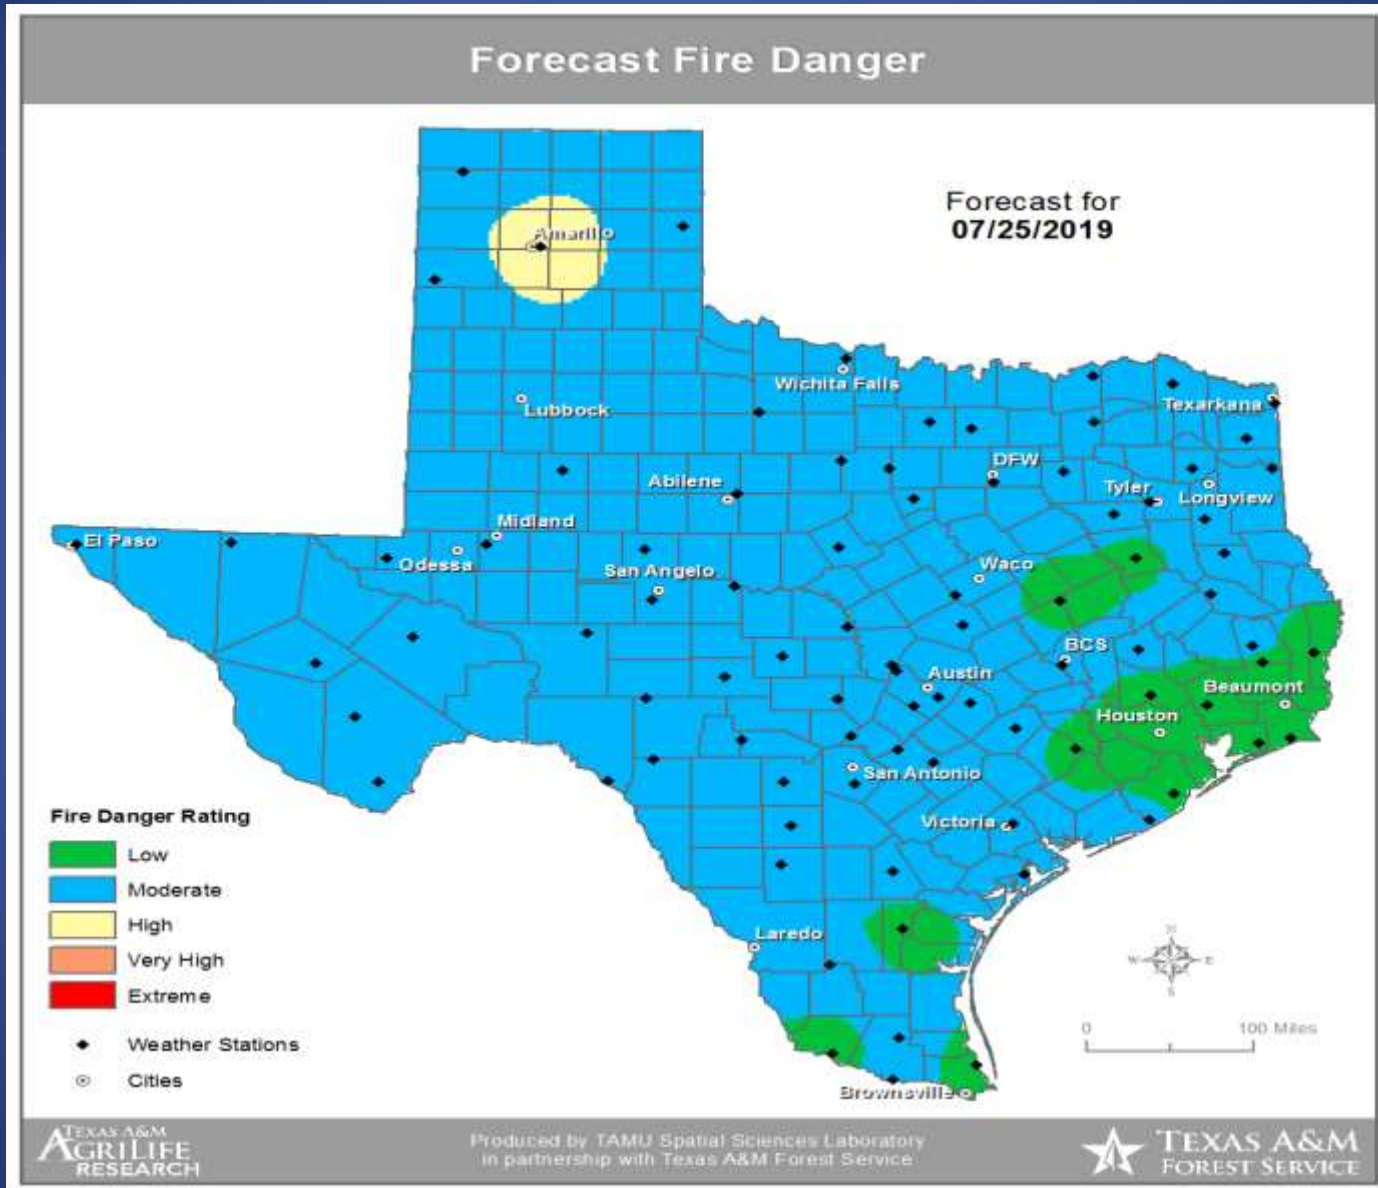 Forecast Fire Danger
Forecast for
07/25/2019
Amarillo
Wichita Falls
Lubbock
Texarkana
DFW
Abilene
Tyler
Longview
Midland
El Paso
Odessa
San Angelo
Waco
BCS
Austin
Beaumont
Houston
San Antonio
Victoria
Laredo
Brownsville
Fire Danger Rating
Low
Moderate
High
Very High
Extreme
Weather Stations
Cities
N
W E
S
0 100 Miles
TEXAS A&M
AGRILIFE
RESEARCH
Produced by TAMU Spatial Sciences Laboratory
in partnership with Texas A&M Forest Service
TEXAS A&M
FOREST SERVICE